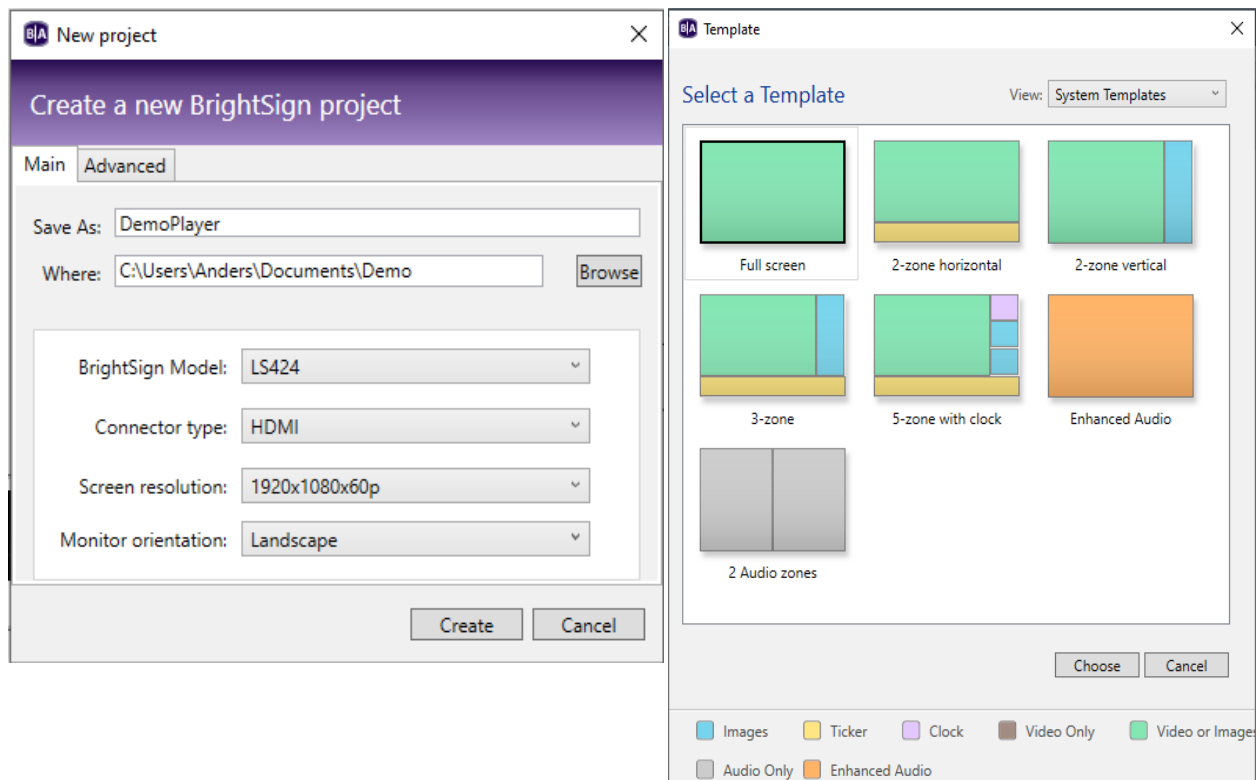 B|A New project
Create a new BrightSign project
Main Advanced
Save As: DemoPlayer
Where: C:\Users\Anders\Documents\Demo Browse
BrightSign Model: LS424
Connector type: HDMI
Screen resolution: 1920x1080x60p
Monitor orientation: Landscape
Create Cancel
B|A Template
Select a Template View: System Templates
Full screen 2-zone horizontal 2-zone vertical
3-zone 5-zone with clock Enhanced Audio
2 Audio zones
Choose Cancel
Images Ticker Clock Video Only Video or Images
Audio Only Enhanced Audio